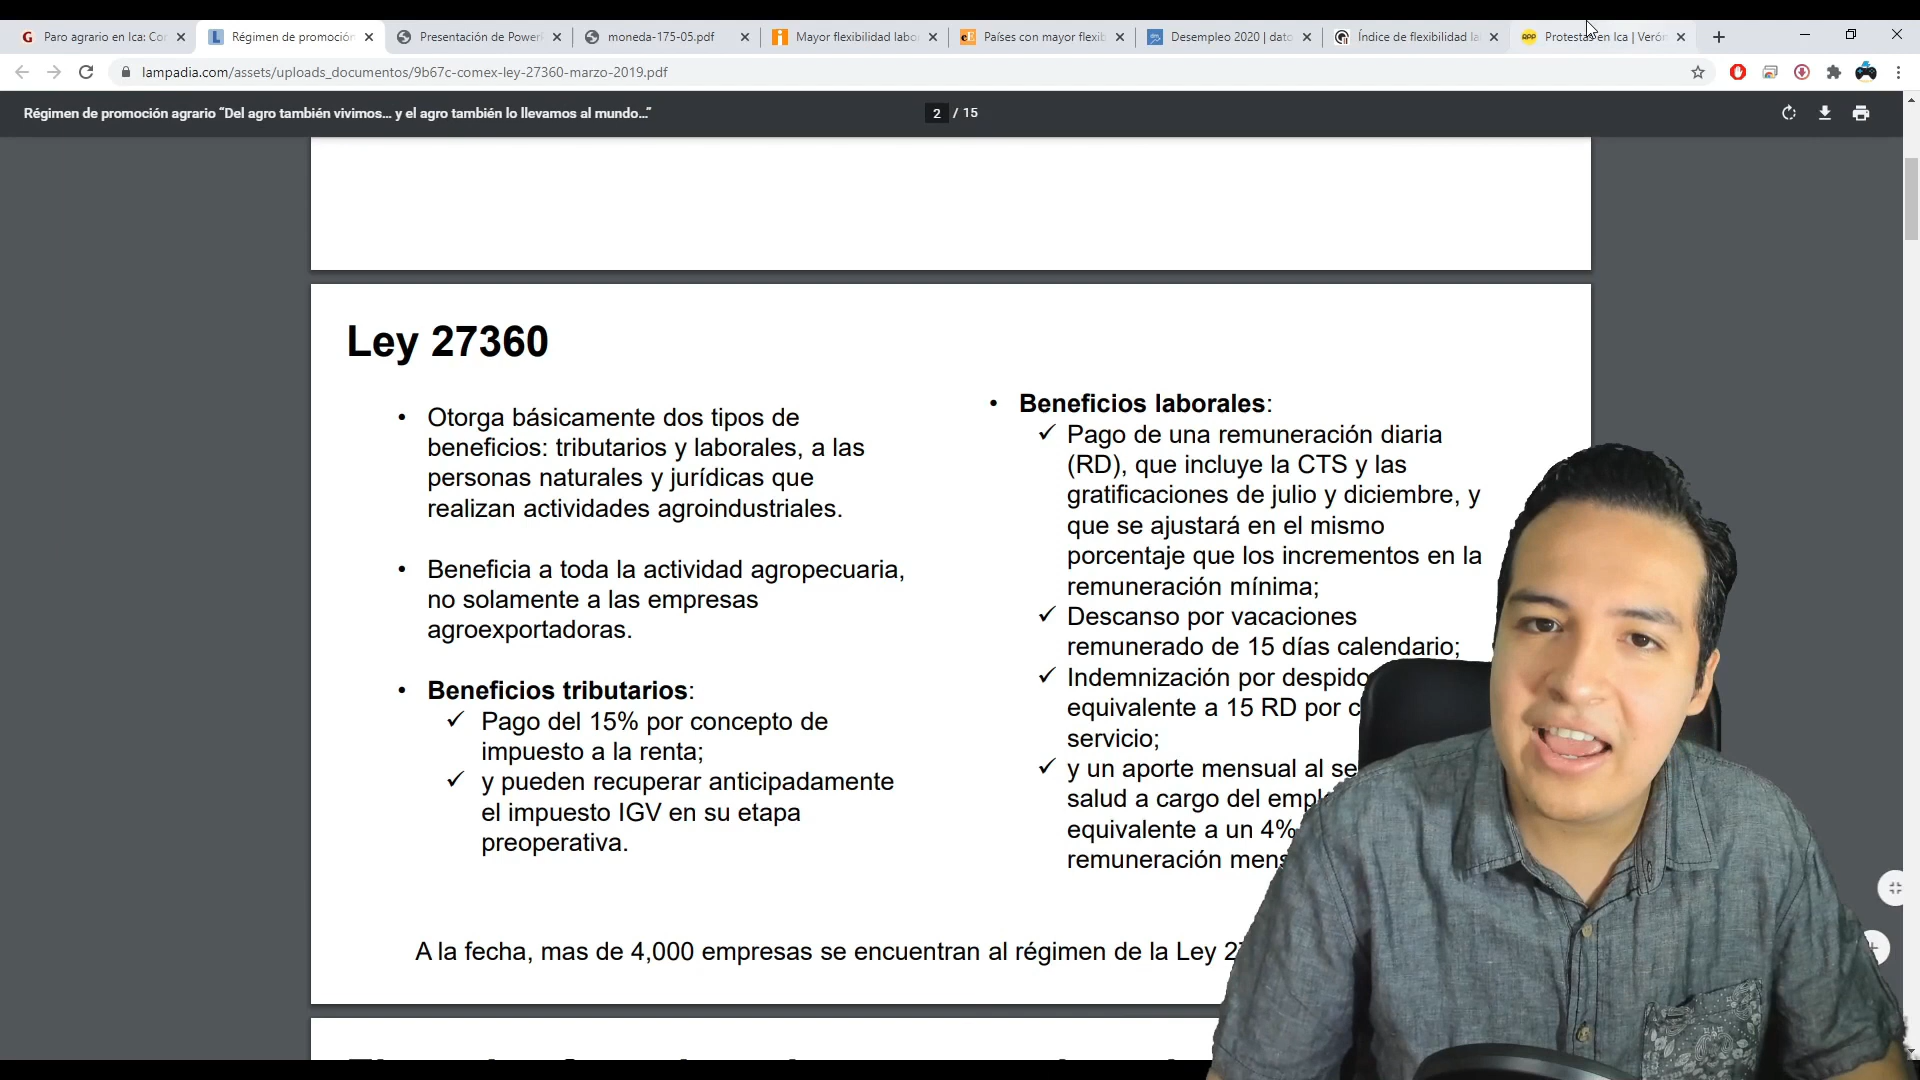 Paro agrario en Ica: Co
Régimen de promoción
Presentación de Power
moneda-175-05.pdf
Mayor flexibilidad labo
Países con mayor flexib
Desempleo 2020 | dato
Índice de flexibilidad la
Protestas en Ica | Veró
lampadia.com/assets/uploads_documentos/9b67c-comex-ley-27360-marzo-2019.pdf
Régimen de promoción agrario “Del agro también vivimos... y el agro también lo llevamos al mundo...”
2 / 15
Ley 27360
• Otorga básicamente dos tipos de
beneficios: tributarios y laborales, a las
personas naturales y jurídicas que
realizan actividades agroindustriales.
• Beneficia a toda la actividad agropecuaria,
no solamente a las empresas
agroexportadoras.
• Beneficios tributarios:
✓ Pago del 15% por concepto de
impuesto a la renta;
✓ y pueden recuperar anticipadamente
el impuesto IGV en su etapa
preoperativa.
• Beneficios laborales:
✓ Pago de una remuneración diaria
(RD), que incluye la CTS y las
gratificaciones de julio y diciembre, y
que se ajustará en el mismo
porcentaje que los incrementos en la
remuneración mínima;
✓ Descanso por vacaciones
remunerado de 15 días calendario;
✓ Indemnización por despido
equivalente a 15 RD por c
servicio;
✓ y un aporte mensual al se
salud a cargo del empl
equivalente a un 4%
remuneración mens
A la fecha, mas de 4,000 empresas se encuentran al régimen de la Ley 27